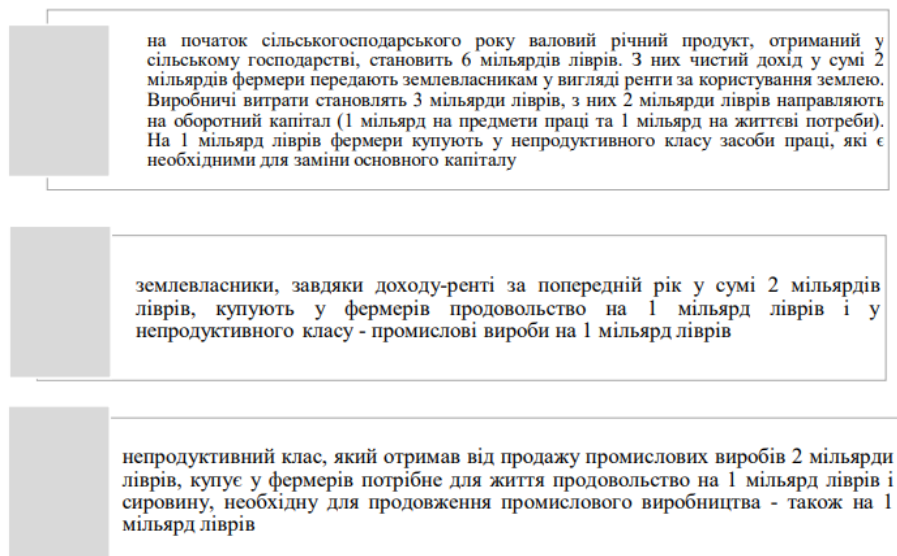 на початок сільськогосподарського року валовий річний продукт, отриманий у
сільському господарстві, становить 6 мільярдів ліврів. З них чистий дохід у сумі 2
мільярдів фермери передають землевласникам у вигляді ренти за користування землею.
Виробничі витрати становлять 3 мільярди ліврів, з них 2 мільярди ліврів направляють
на оборотний капітал (1 мільярд на предмети праці та 1 мільярд на життєві потреби).
На 1 мільярд ліврів фермери купують у непродуктивного класу засоби праці, які є
необхідними для заміни основного капіталу
землевласники, завдяки доходу-ренті за попередній рік у сумі 2 мільярдів
ліврів, купують у фермерів продовольство на 1 мільярд ліврів і у
непродуктивного класу - промислові вироби на 1 мільярд ліврів
непродуктивний клас, який отримав від продажу промислових виробів 2 мільярди
ліврів, купує у фермерів потрібне для життя продовольство на 1 мільярд ліврів і
сировину, необхідну для продовження промислового виробництва - також на 1
мільярд ліврів